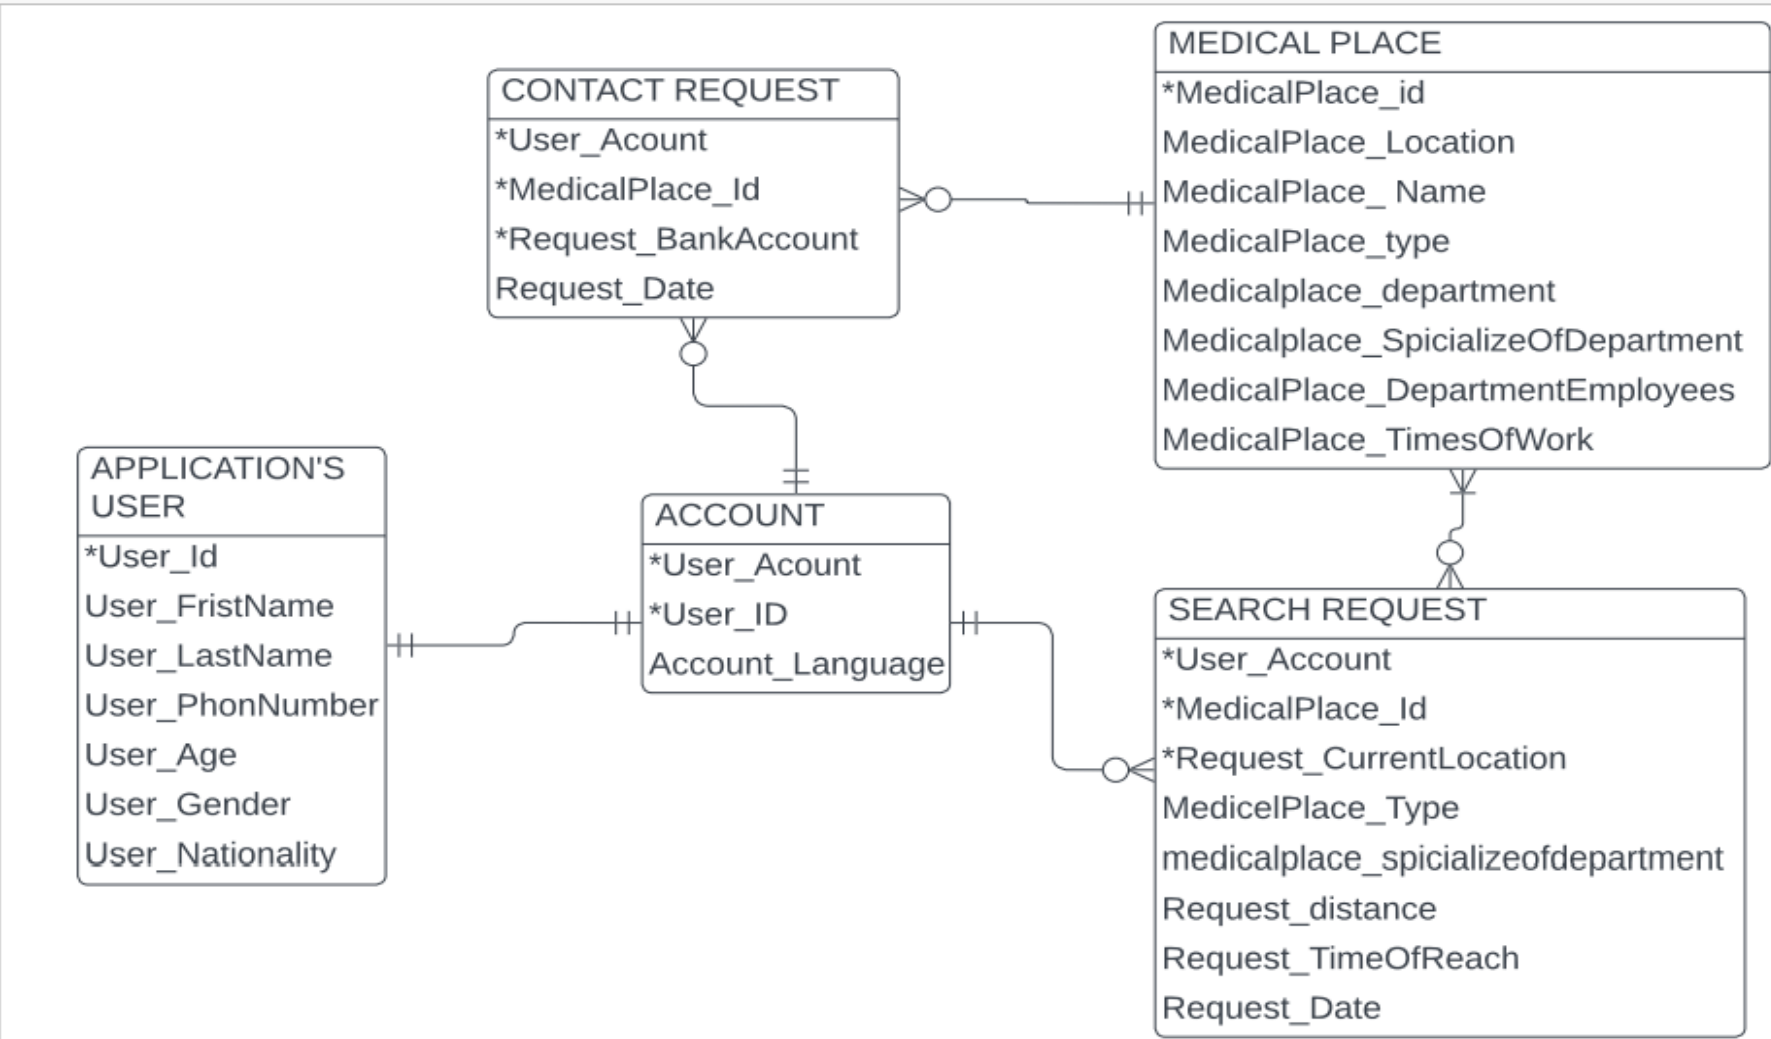 CONTACT REQUEST
*User_Acount
*MedicalPlace_Id
*Request_BankAccount
Request_Date
MEDICAL PLACE
*MedicalPlace_id
MedicalPlace_Location
MedicalPlace_ Name
MedicalPlace_type
Medicalplace_department
Medicalplace_SpicializeOfDepartment
MedicalPlace_DepartmentEmployees
MedicalPlace_TimesOfWork
APPLICATION'S
USER
*User_Id
User_FristName
User_LastName
User_PhonNumber
User_Age
User_Gender
User_Nationality
ACCOUNT
*User_Acount
*User_ID
Account_Language
SEARCH REQUEST
*User_Account
*MedicalPlace_Id
*Request_CurrentLocation
MedicelPlace_Type
medicalplace_spicializeofdepartment
Request_distance
Request_TimeOfReach
Request_Date